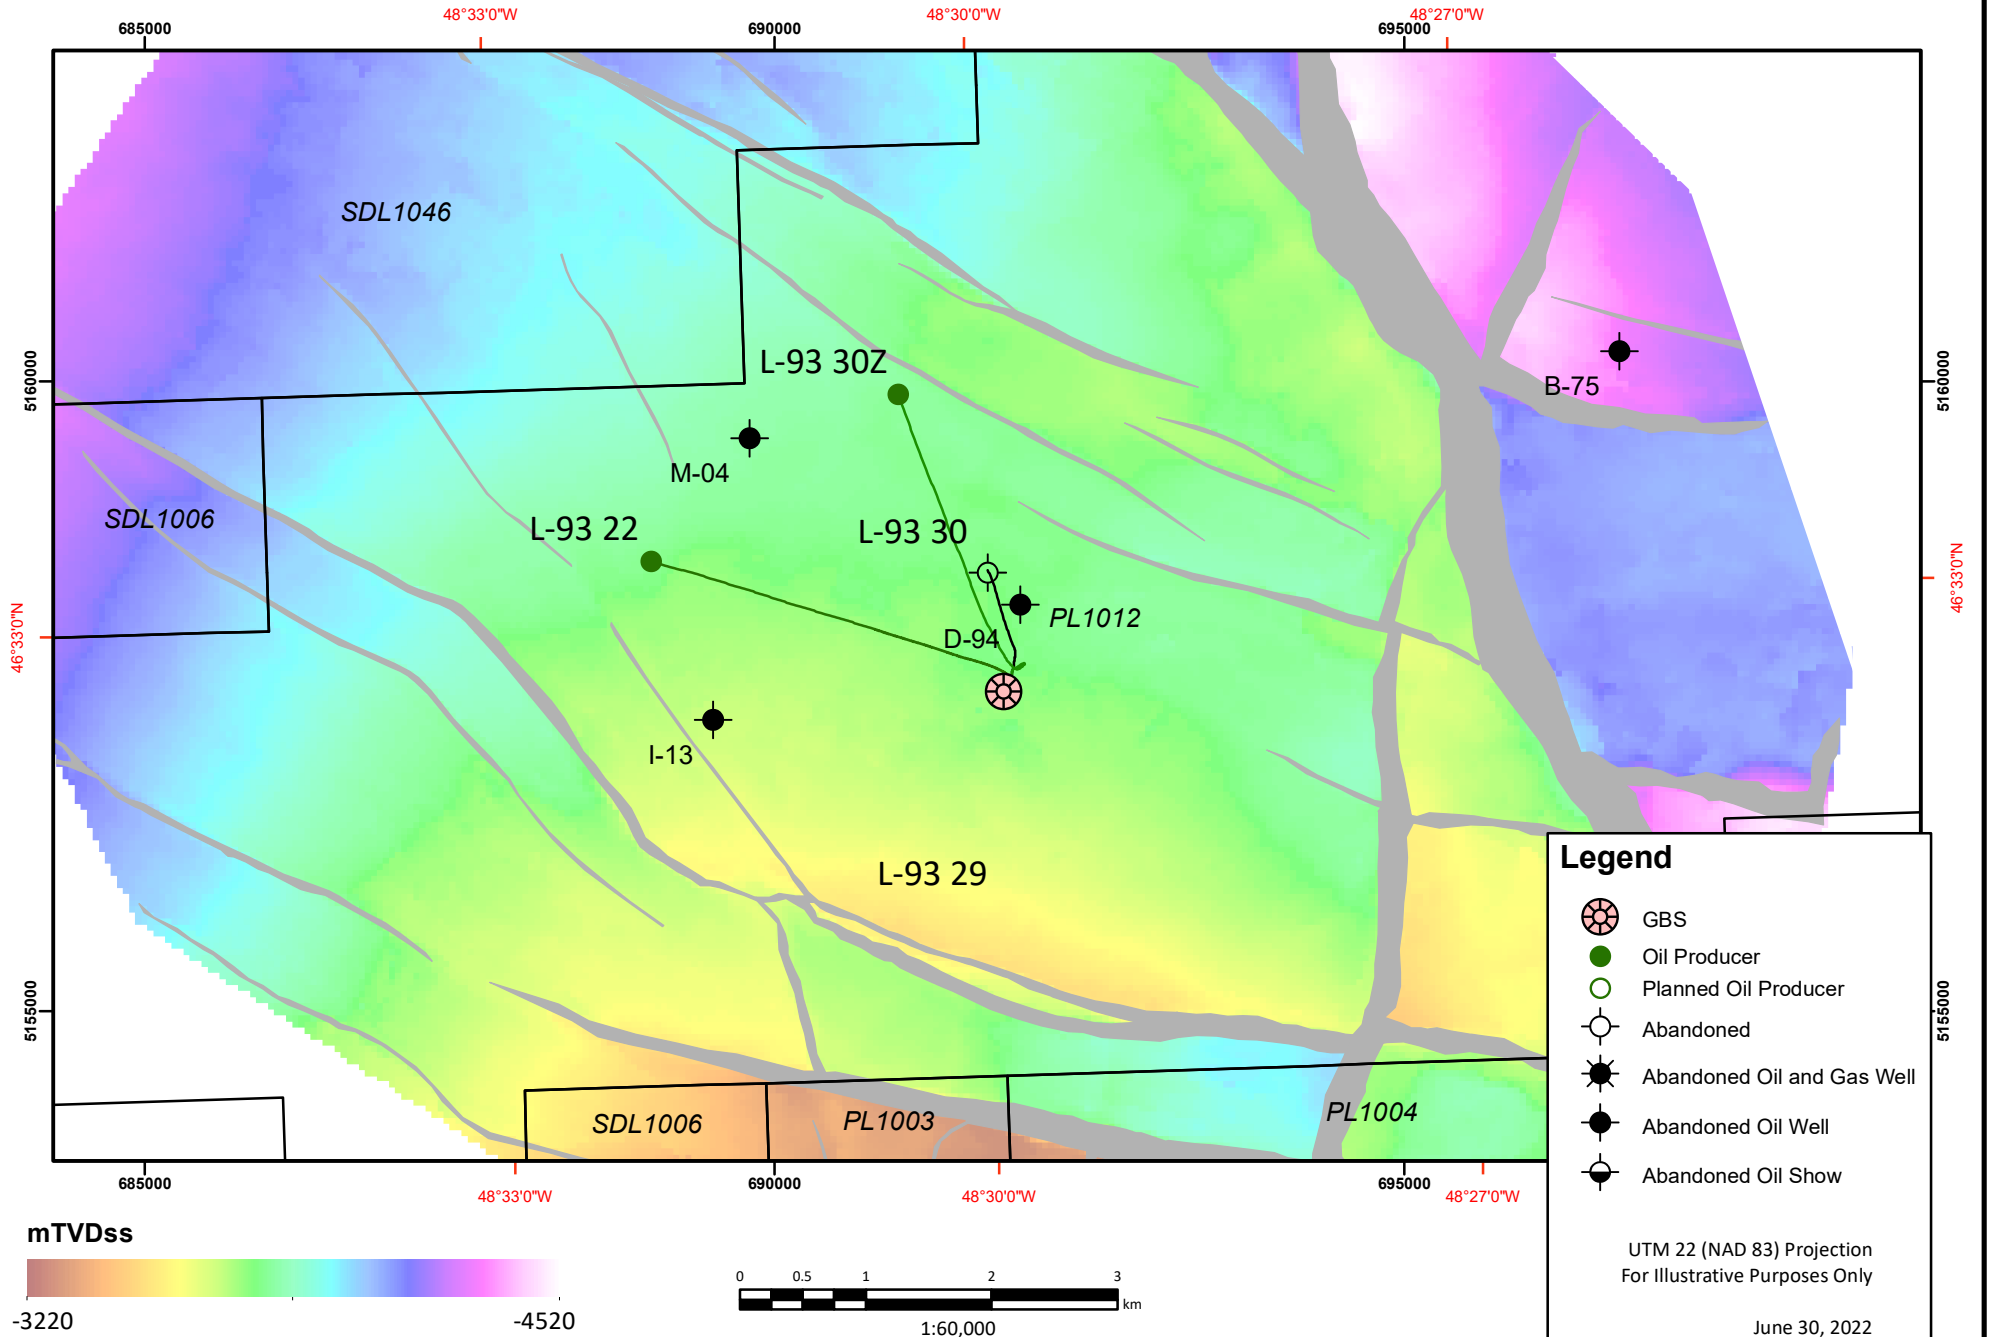 48°33'0"W
48°30'0"W
48°27'0"W
685000
690000
695000
SDL1046
L-93 30Z
5160000
5160000
B-75
M-04
SDL1006
L-93 22
L-93 30
46°33'0"N
46°33'0"N
PL1012
D-94
I-13
L-93 29
5155000
5155000
SDL1006
PL1003
PL1004
Legend
GBS
Oil Producer
Planned Oil Producer
Abandoned
Abandoned Oil and Gas Well
Abandoned Oil Well
Abandoned Oil Show
UTM 22 (NAD 83) Projection
For Illustrative Purposes Only
June 30, 2022
685000
690000
695000
48°33'0"W
48°30'0"W
48°27'0"W
mTVDss
-3220
-4520
0
0.5
1
2
3
km
1:60,000